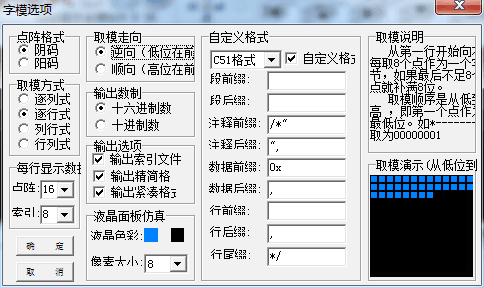 字模选项
点阵格式
阴码
阳码
取模方式
逐列式
逐行式
列行式
行列式
每行显示数据
点阵: 16
索引: 8
确 定
取 消
取模走向
逆向(低位在前
顺向(高位在前
输出数制
十六进制数
十进制数
输出选项
输出索引文件
输出精简格
输出紧凑格式
液晶面板仿真
液晶色彩:
像素大小: 8
自定义格式
C51格式
自定义格式
段前缀:
段后缀:
注释前缀: /*"
注释后缀: ",
数据前缀: 0x
数据后缀: ,
行前缀:
行后缀: ,
行尾缀: */
取模说明
从第一行开始向
每取8个点作为一个字
节,如果最后不足8个
点就补满8位。
取模顺序是从低到
高,即第一个点作为
最低位。如*-------
取为00000001
取模演示(从低位到